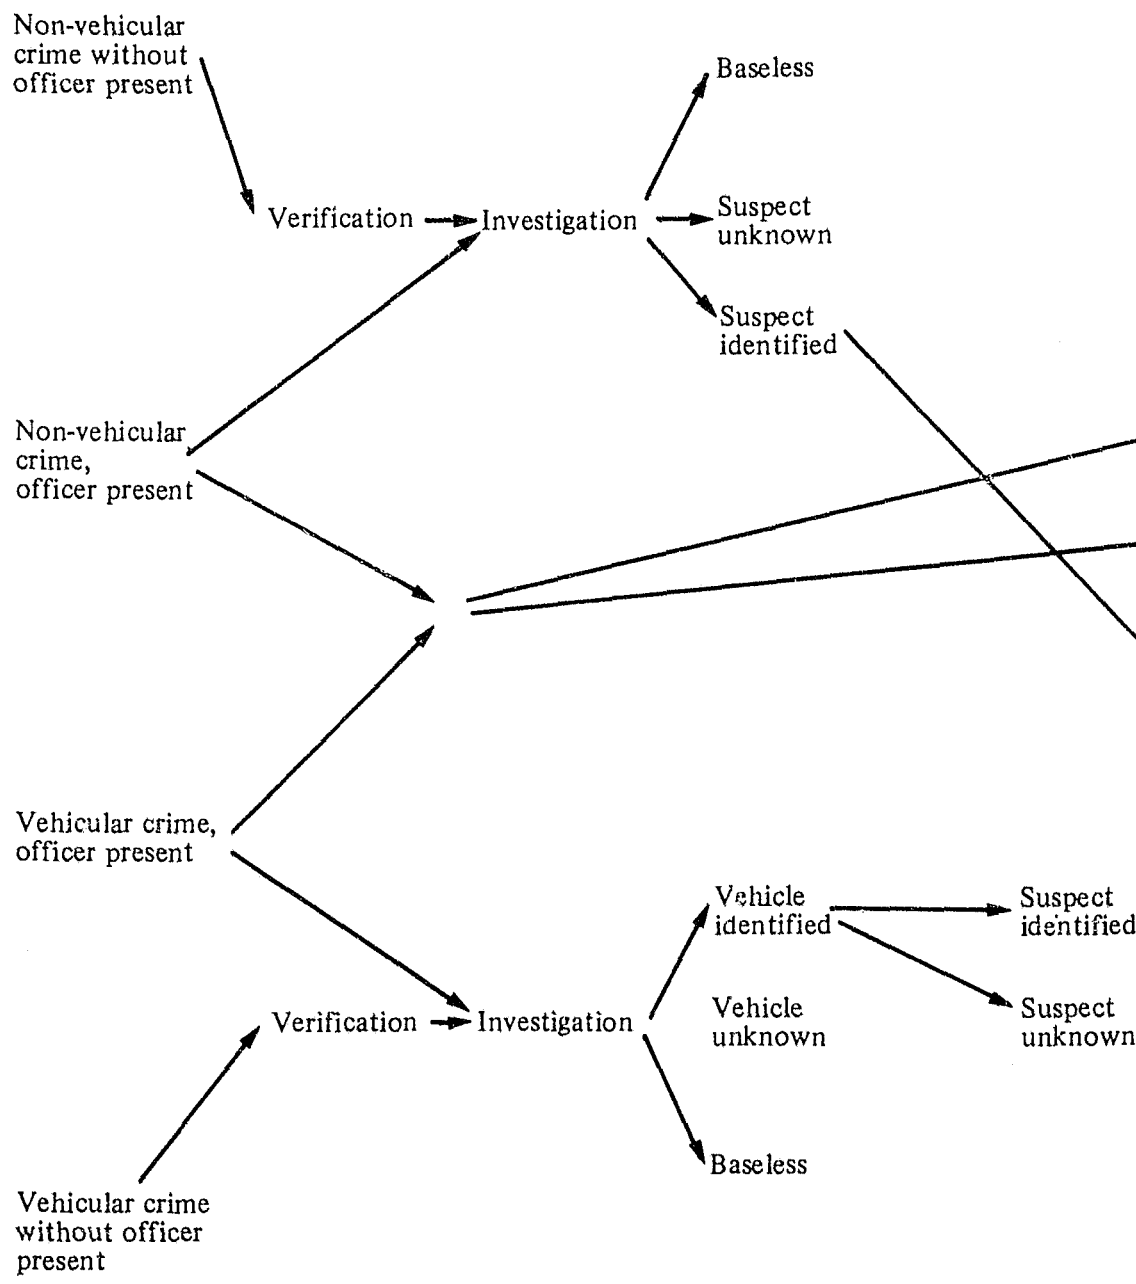 Non-vehicular
crime without
officer present
Baseless
Verification
Investigation
Suspect
unknown
Suspect
identified
Non-vehicular
crime,
officer present
Vehicular crime,
officer present
Vehicle
identified
Suspect
identified
Verification
Investigation
Vehicle
unknown
Suspect
unknown
Baseless
Vehicular crime
without officer
present